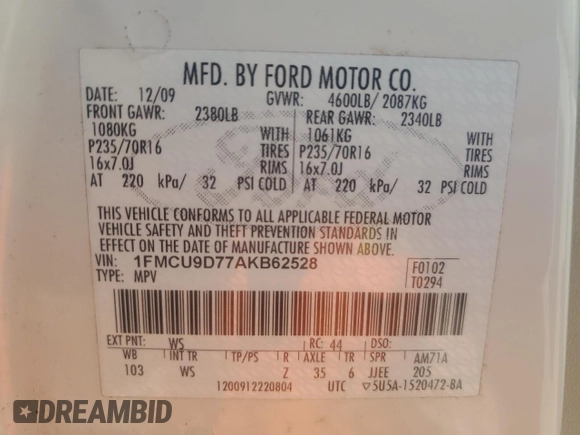 MFD. BY FORD MOTOR CO.
DATE: 12/09 GVWR: 4600LB/ 2087KG
FRONT GAWR: 2380LB REAR GAWR: 2340LB
1080KG WITH 1061KG WITH
P235/70R16 TIRES P235/70R16 TIRES
16x7.0J RIMS 16x7.0J RIMS
AT 220 kPa/ 32 PSI COLD AT 220 kPa/ 32 PSI COLD
THIS VEHICLE CONFORMS TO ALL APPLICABLE FEDERAL MOTOR
VEHICLE SAFETY AND THEFT PREVENTION STANDARDS IN
EFFECT ON THE DATE OF MANUFACTURE SHOWN ABOVE.
VIN: 1FMCU9D77AKB62528 F0102
TYPE: MPV T0294
EXT PNT: WS RC: 44 DSO:
WB INT TR TP/PS R AXLE TR SPR AM71A
103 WS Z 35 6 JJEE 205
1200912220804 UTC ▽5U5A-1520472-BA
DREAMBID